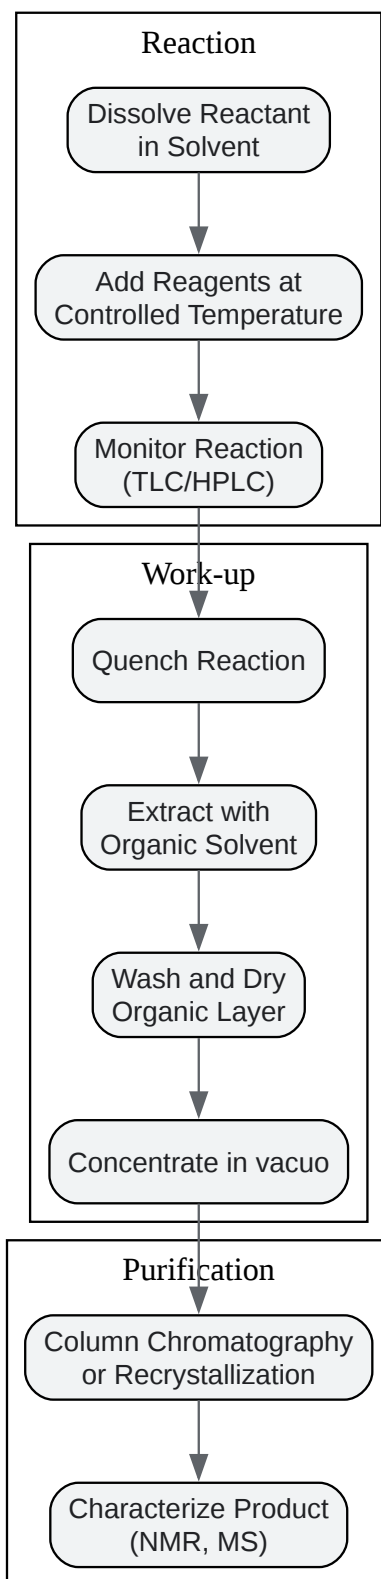 Reaction
Dissolve Reactant
in Solvent
Add Reagents at
Controlled Temperature
Monitor Reaction
(TLC/HPLC)
Work-up
Quench Reaction
Extract with
Organic Solvent
Wash and Dry
Organic Layer
Concentrate in vacuo
Purification
Column Chromatography
or Recrystallization
Characterize Product
(NMR, MS)